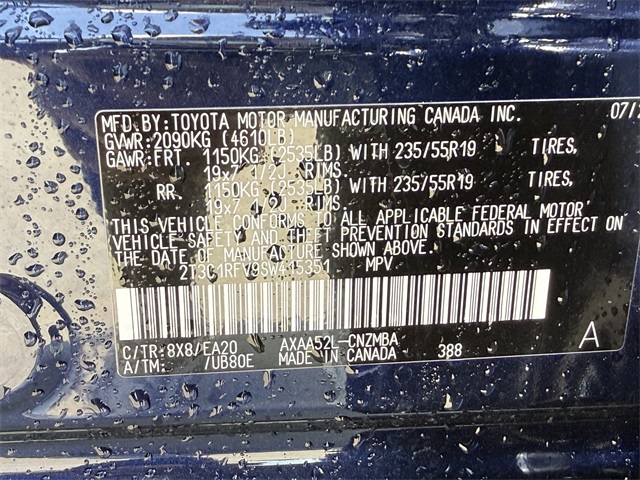 MFD.BY: TOYOTA MOTOR MANUFACTURING CANADA INC. 07/
GVWR: 2090KG (4610LB)
GAWR: FRT. 1150KG (2535LB) WITH 235/55R19 TIRES,
19x7 1/2J RIMS.
RR. 1150KG (2535LB) WITH 235/55R19 TIRES,
19x7 1/2J RIMS.
THIS VEHICLE CONFORMS TO ALL APPLICABLE FEDERAL MOTOR
VEHICLE SAFETY AND THEFT PREVENTION STANDARDS IN EFFECT ON
THE DATE OF MANUFACTURE SHOWN ABOVE.
2T3C1RFV9SW415351 MPV
C/TR: 8X8/EA20 AXAA52L-CNZMBA
A/TM: /UB80E MADE IN CANADA 388 A